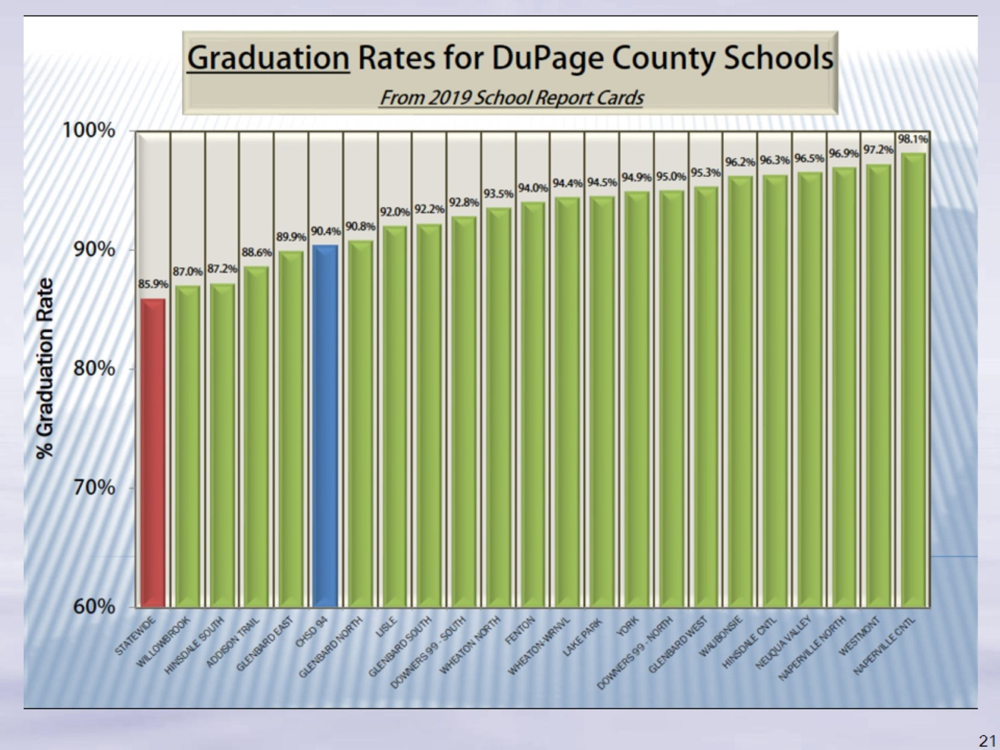 Graduation Rates for DuPage County Schools
From 2019 School Report Cards
% Graduation Rate
100%
90%
80%
70%
60%
85.9%
87.0%
87.2%
88.6%
89.9%
90.4%
90.8%
92.0%
92.2%
92.8%
93.5%
94.0%
94.4%
94.5%
94.9%
95.0%
95.3%
96.2%
96.3%
96.5%
96.9%
97.2%
98.1%
STATEWIDE
WILLOWBROOK
HINSDALE SOUTH
ADDISON TRAIL
GLENBARD EAST
CHSD 94
GLENBARD NORTH
LISLE
GLENBARD SOUTH
DOWNERS 99 - SOUTH
WHEATON NORTH
FENTON
WHEATON-WRNVL
LAKE PARK
YORK
DOWNERS 99 - NORTH
GLENBARD WEST
WAUBONSIE
HINSDALE CNTL
NEUQUA VALLEY
NAPERVILLE NORTH
WESTMONT
NAPERVILLE CNTL
21